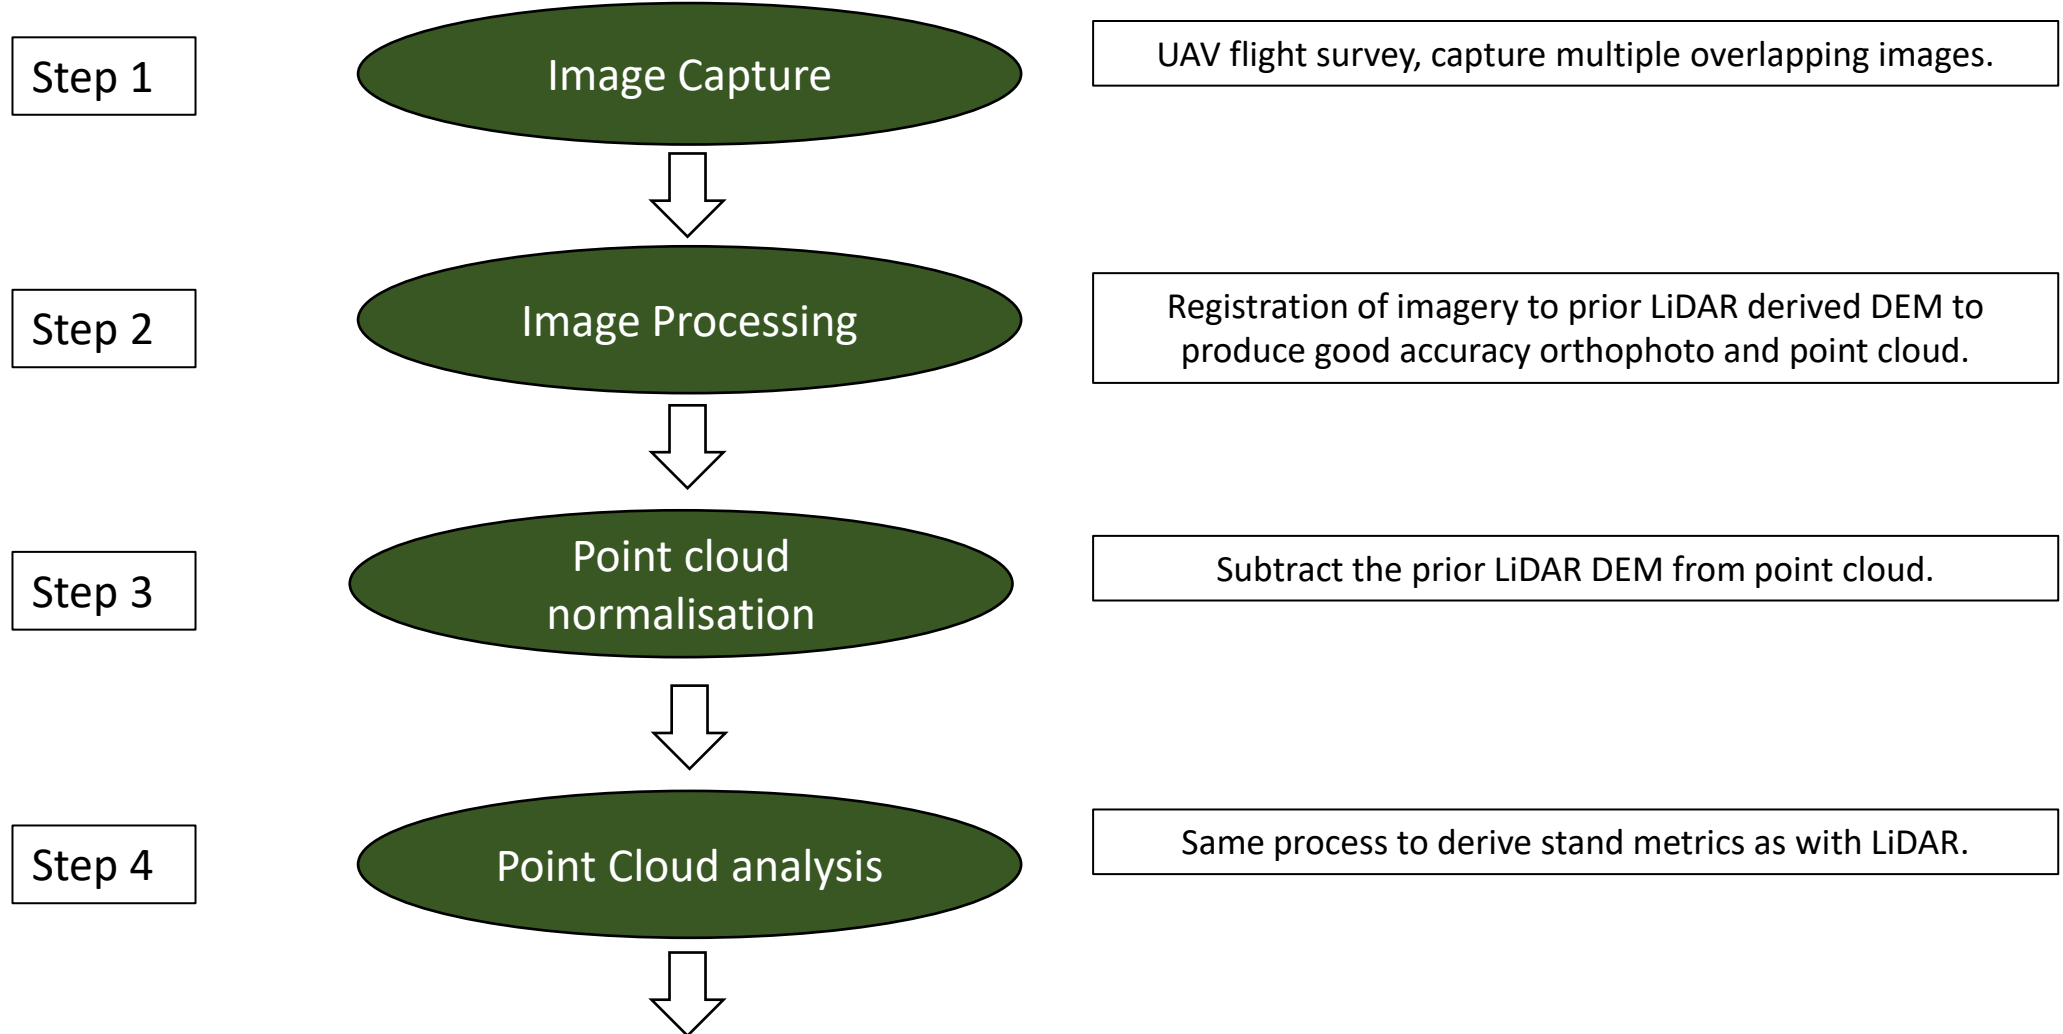 Step 1
Image Capture
UAV flight survey, capture multiple overlapping images.
Step 2
Image Processing
Registration of imagery to prior LiDAR derived DEM to
produce good accuracy orthophoto and point cloud.
Step 3
Point cloud
normalisation
Subtract the prior LiDAR DEM from point cloud.
Step 4
Point Cloud analysis
Same process to derive stand metrics as with LiDAR.